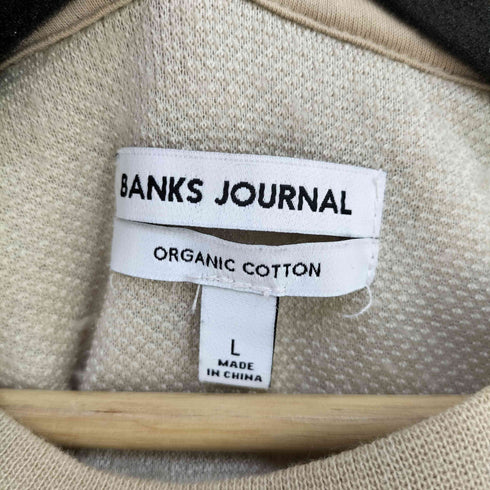 BANKS JOURNAL
ORGANIC COTTON
L
MADE
IN CHINA